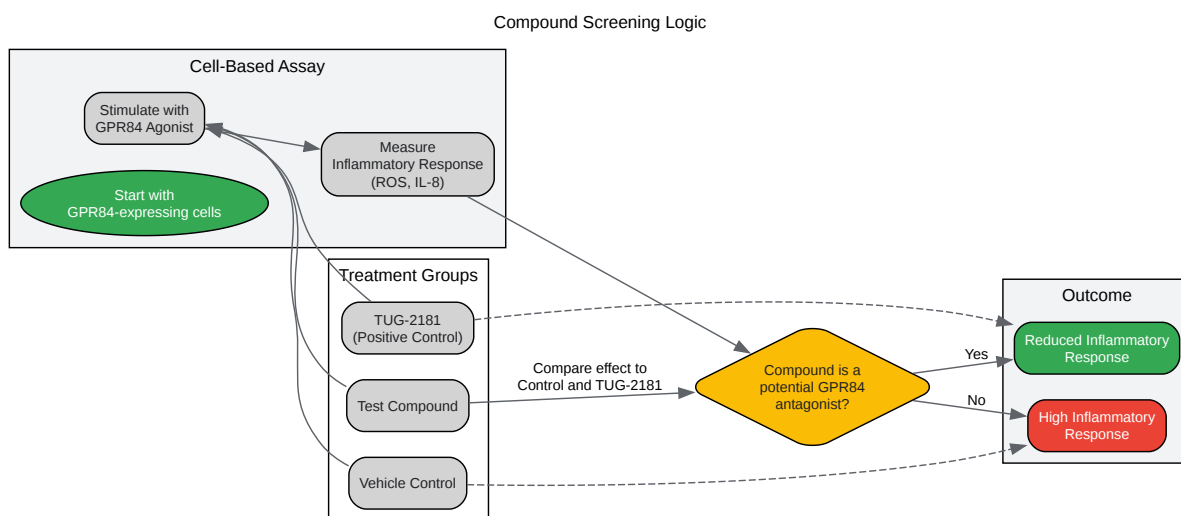 Compound Screening Logic
Cell-Based Assay
Stimulate with
GPR84 Agonist
Measure
Inflammatory Response
(ROS, IL-8)
Start with
GPR84-expressing cells
Treatment Groups
TUG-2181
(Positive Control)
Test Compound
Vehicle Control
Compare effect to
Control and TUG-2181
Compound is a
potential GPR84
antagonist?
Yes
No
Outcome
Reduced Inflammatory
Response
High Inflammatory
Response